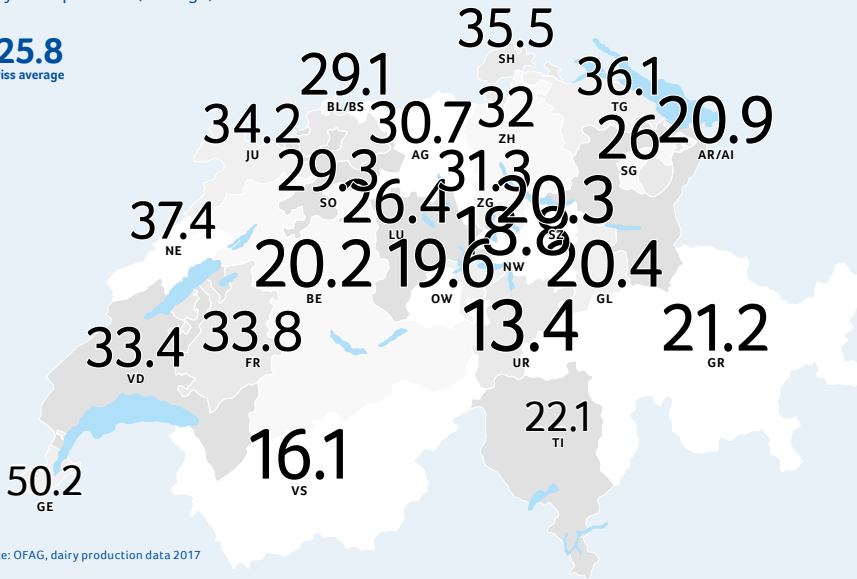 25.8
average
35.5
SH
29.1
BL/BS
36.1
TG
34.2
JU
30.7
AG
32
ZH
26
SG
20.9
AR/AI
29.3
SO
26.4
LU
31.3
ZG
20.3
SZ
37.4
NE
20.2
BE
19.6
OW
18.8
NW
20.4
GL
33.4
VD
33.8
FR
13.4
UR
21.2
GR
22.1
TI
16.1
VS
50.2
GE
OFAG, dairy production data 2017